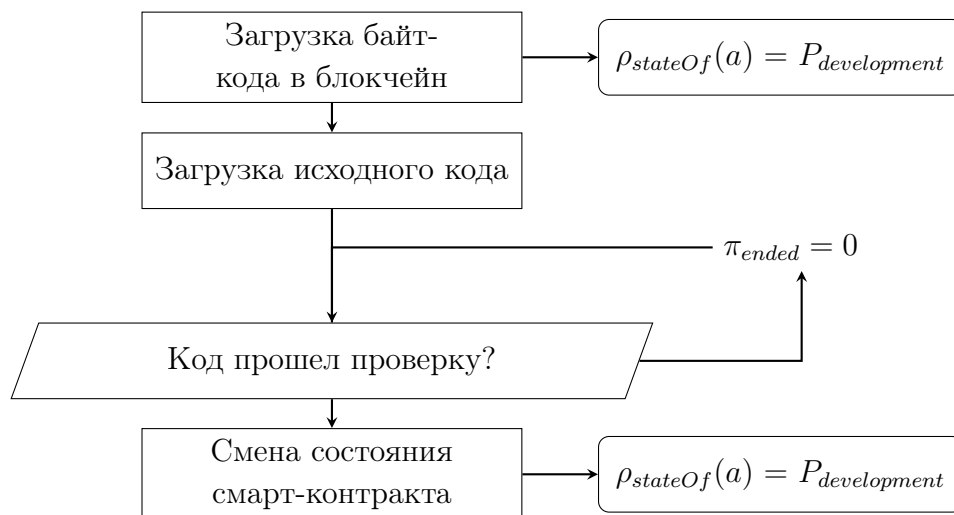 Загрузка байт-
кода в блокчейн
ρ_{stateOf}(a) = P_{development}
Загрузка исходного кода
π_{ended} = 0
Код прошел проверку?
Смена состояния
смарт-контракта
ρ_{stateOf}(a) = P_{development}